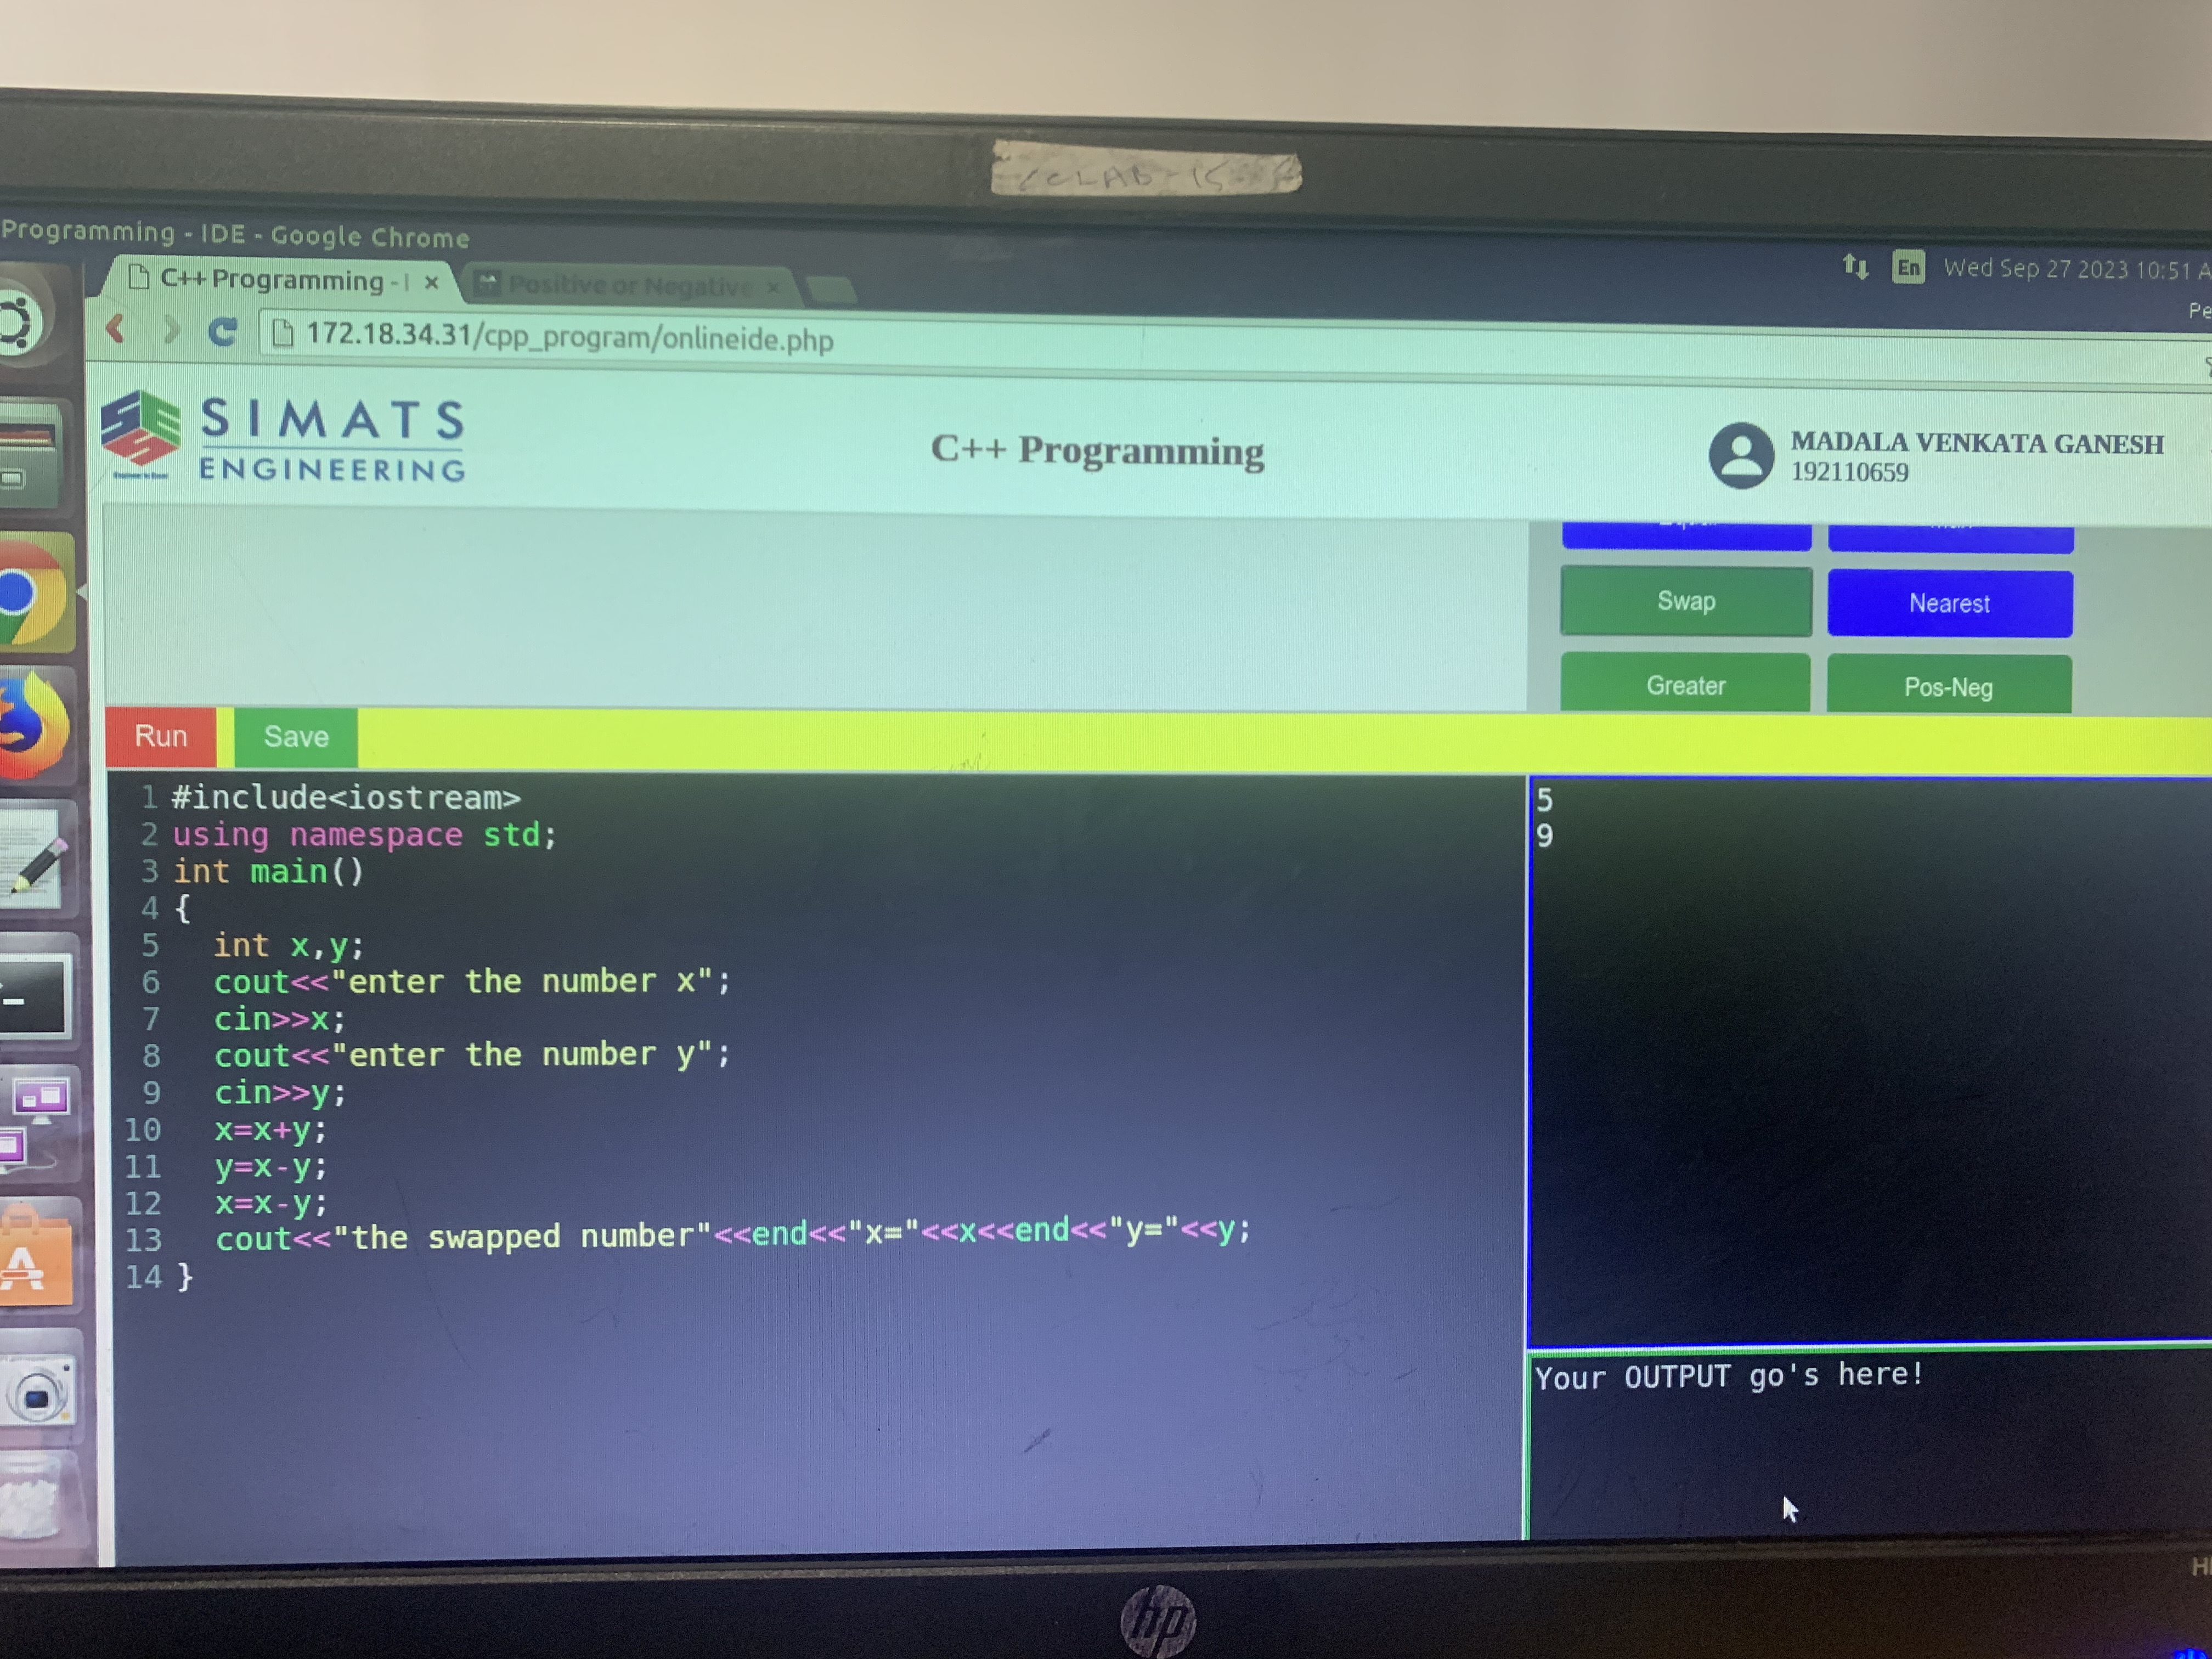 Programming - IDE - Google Chrome
En Wed Sep 27 2023 10:51
C++ Programming - x
Positive or Negative x
172.18.34.31/cpp_program/onlineide.php
SIMATS
ENGINEERING
C++ Programming
MADALA VENKATA GANESH
192110659
Swap
Nearest
Greater
Pos-Neg
Run
Save
1 #include<iostream>
2 using namespace std;
3 int main()
4 {
5 int x,y;
6 cout<<"enter the number x";
7 cin>>x;
8 cout<<"enter the number y";
9 cin>>y;
10 x=x+y;
11 y=x-y;
12 x=x-y;
13 cout<<"the swapped number"<<end<<"x="<<x<<end<<"y="<<y;
14 }
5
9
Your OUTPUT go's here!
hp